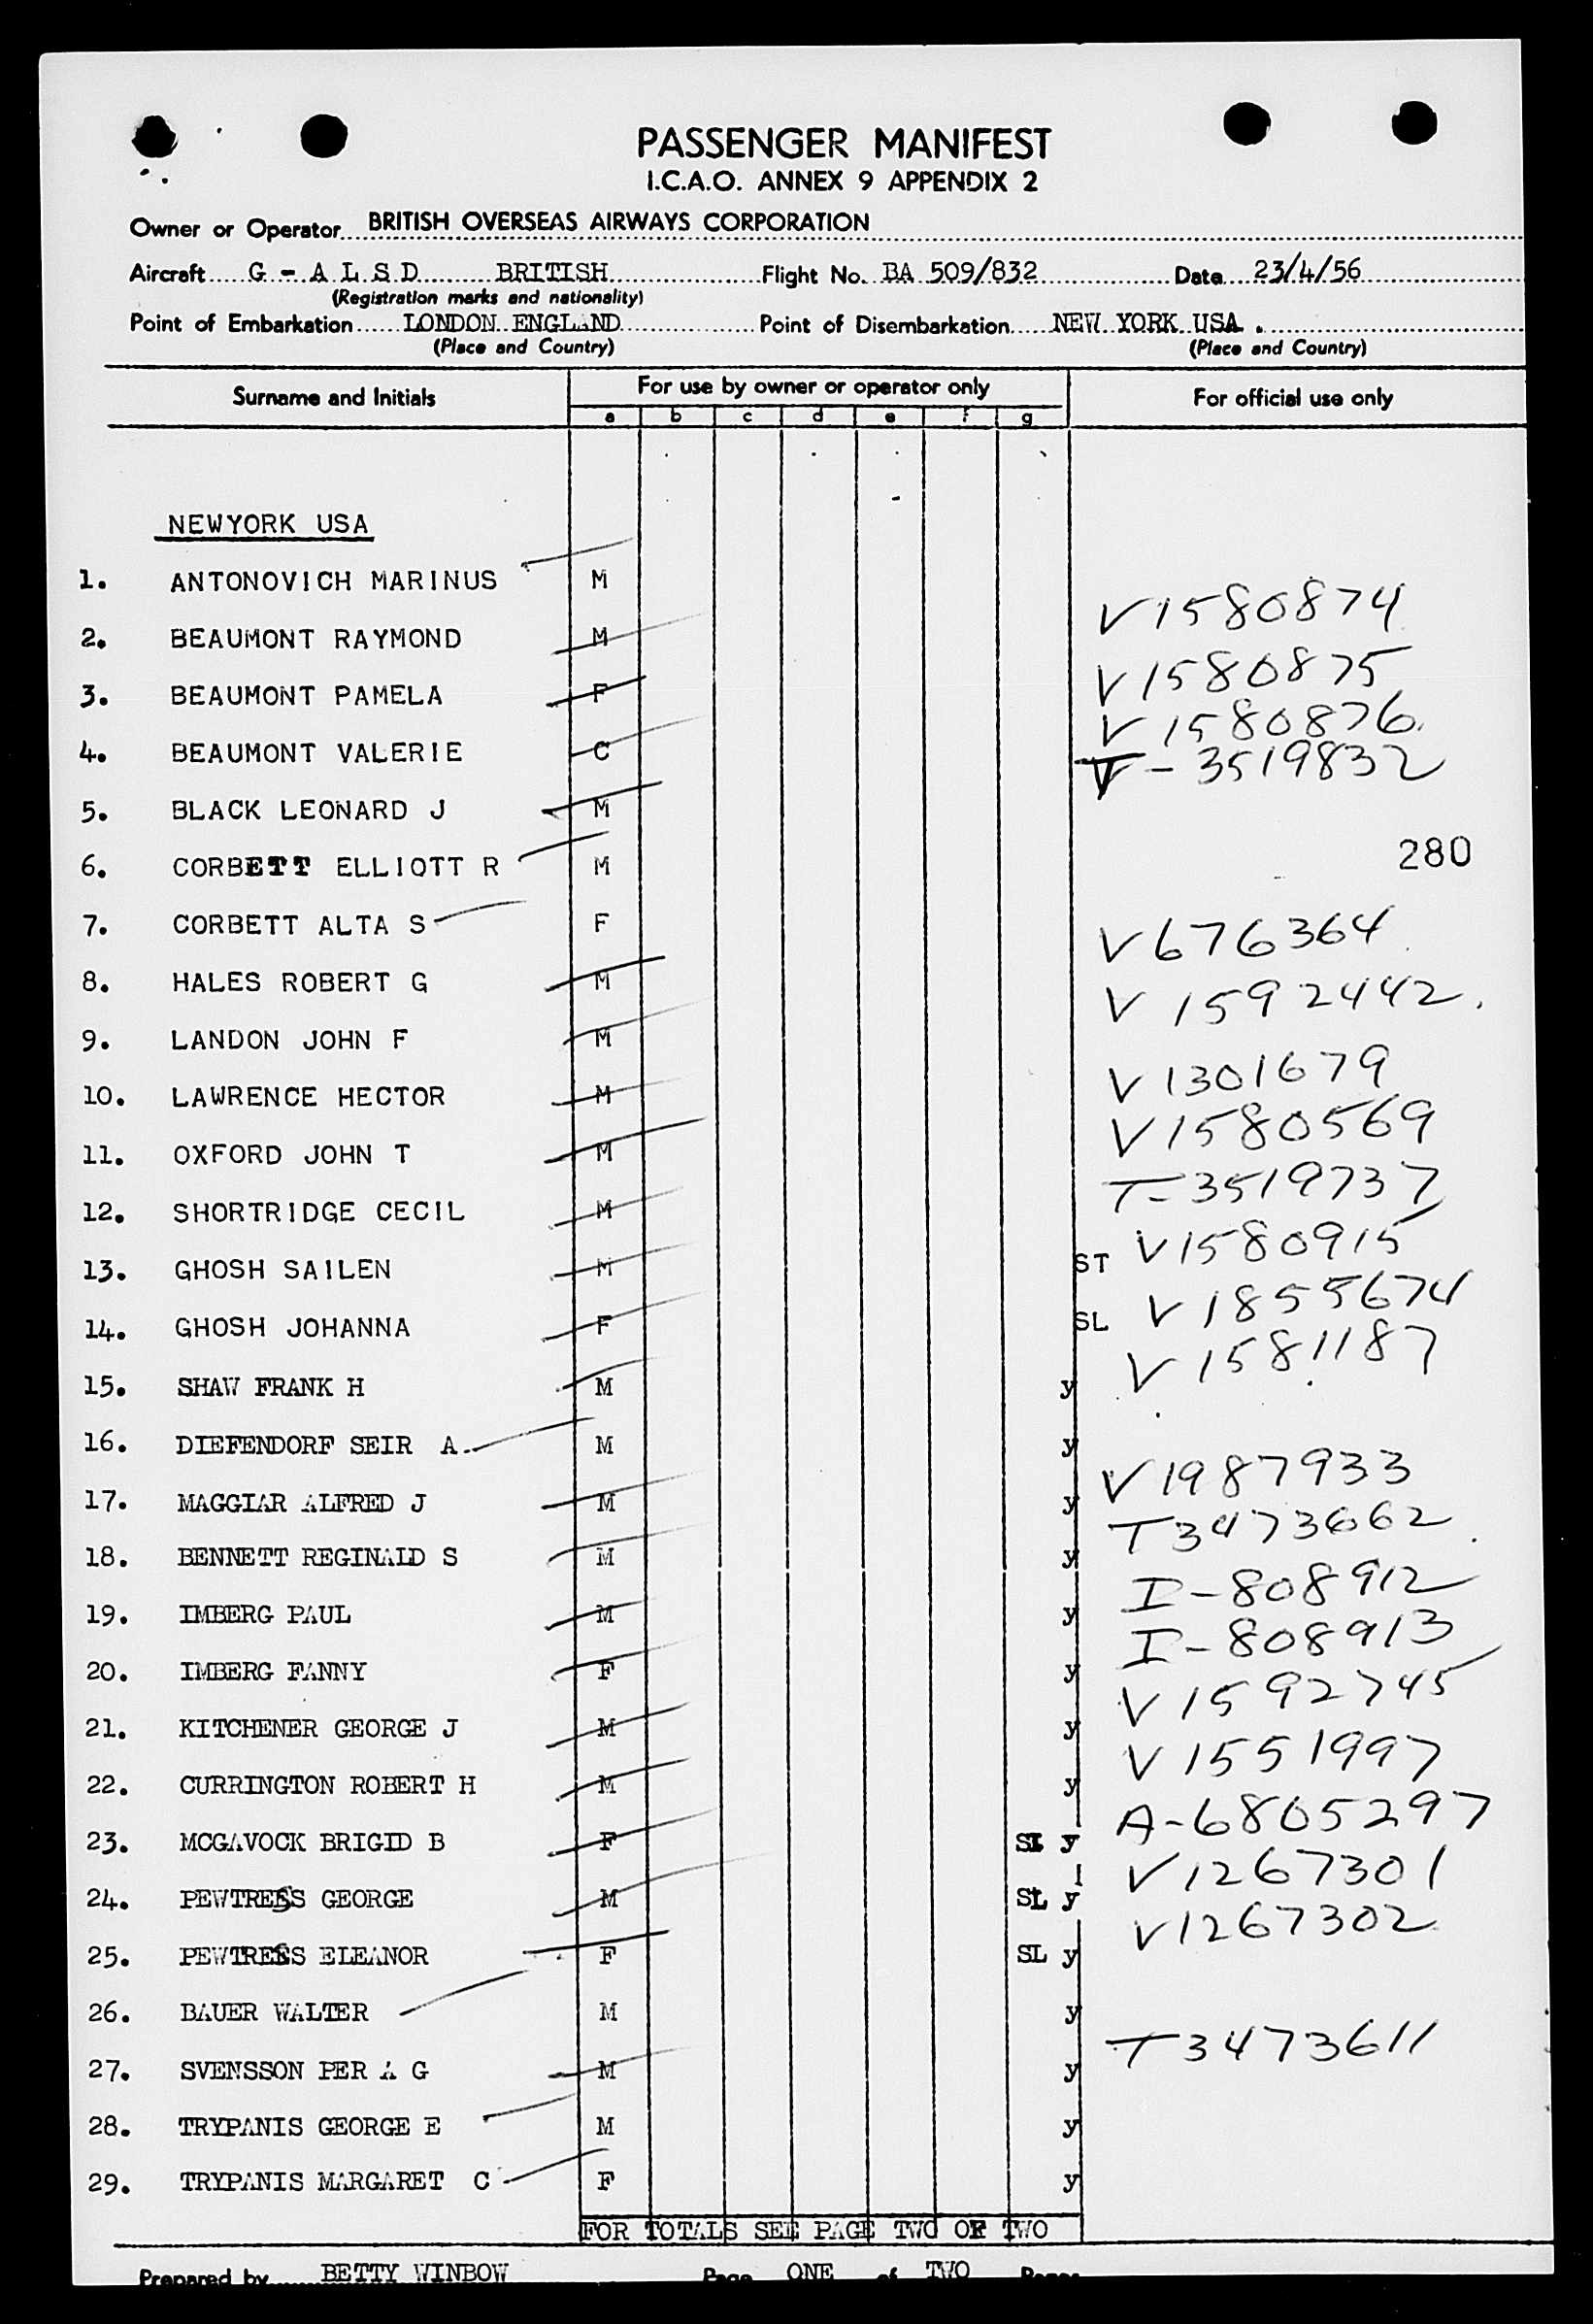 PASSENGER MANIFEST
I.C.A.O. ANNEX 9 APPENDIX 2
Owner or Operator BRITISH OVERSEAS AIRWAYS CORPORATION
Aircraft G - A L S D BRITISH Flight No. BA 509/832 Date 23/4/56
(Registration marks and nationality)
Point of Embarkation LONDON ENGLAND Point of Disembarkation NEW YORK USA .
(Place and Country) (Place and Country)
Surname and Initials For use by owner or operator only For official use only
a b c d e f g
NEWYORK USA
1. ANTONOVICH MARINUS M
V1580874
2. BEAUMONT RAYMOND M
V1580875
3. BEAUMONT PAMELA F
V1580876
4. BEAUMONT VALERIE C
T-3519832
5. BLACK LEONARD J M
6. CORBETT ELLIOTT R M 280
7. CORBETT ALTA S F
V676364
8. HALES ROBERT G M
V1592442
9. LANDON JOHN F M
V1301679
10. LAWRENCE HECTOR M
V1580569
11. OXFORD JOHN T M
T-3519737
12. SHORTRIDGE CECIL M
V1580915
13. GHOSH SAILEN M ST
V1855674
14. GHOSH JOHANNA F SL
V1581187
15. SHAW FRANK H M y
16. DIEFENDORF SEIR A M y
V1987933
17. MAGGIAR ALFRED J M y
T3473662
18. BENNETT REGINALD S M y
I-808912
19. IMBERG PAUL M y
I-808913
20. IMBERG FANNY F y
V1592745
21. KITCHENER GEORGE J M y
V1551997
22. CURRINGTON ROBERT H M y
A-6805297
23. MCGAVOCK BRIGID B F SL y
V1267301
24. PEWTRESS GEORGE M SL y
V1267302
25. PEWTRESS ELEANOR F SL y
26. BAUER WALTER M y
T3473611
27. SVENSSON PER A G M y
28. TRYPANIS GEORGE E M y
29. TRYPANIS MARGARET C F y
FOR TOTALS SEE PAGE TWO OF TWO
Prepared by BETTY WINBOW Page ONE of TWO Pages